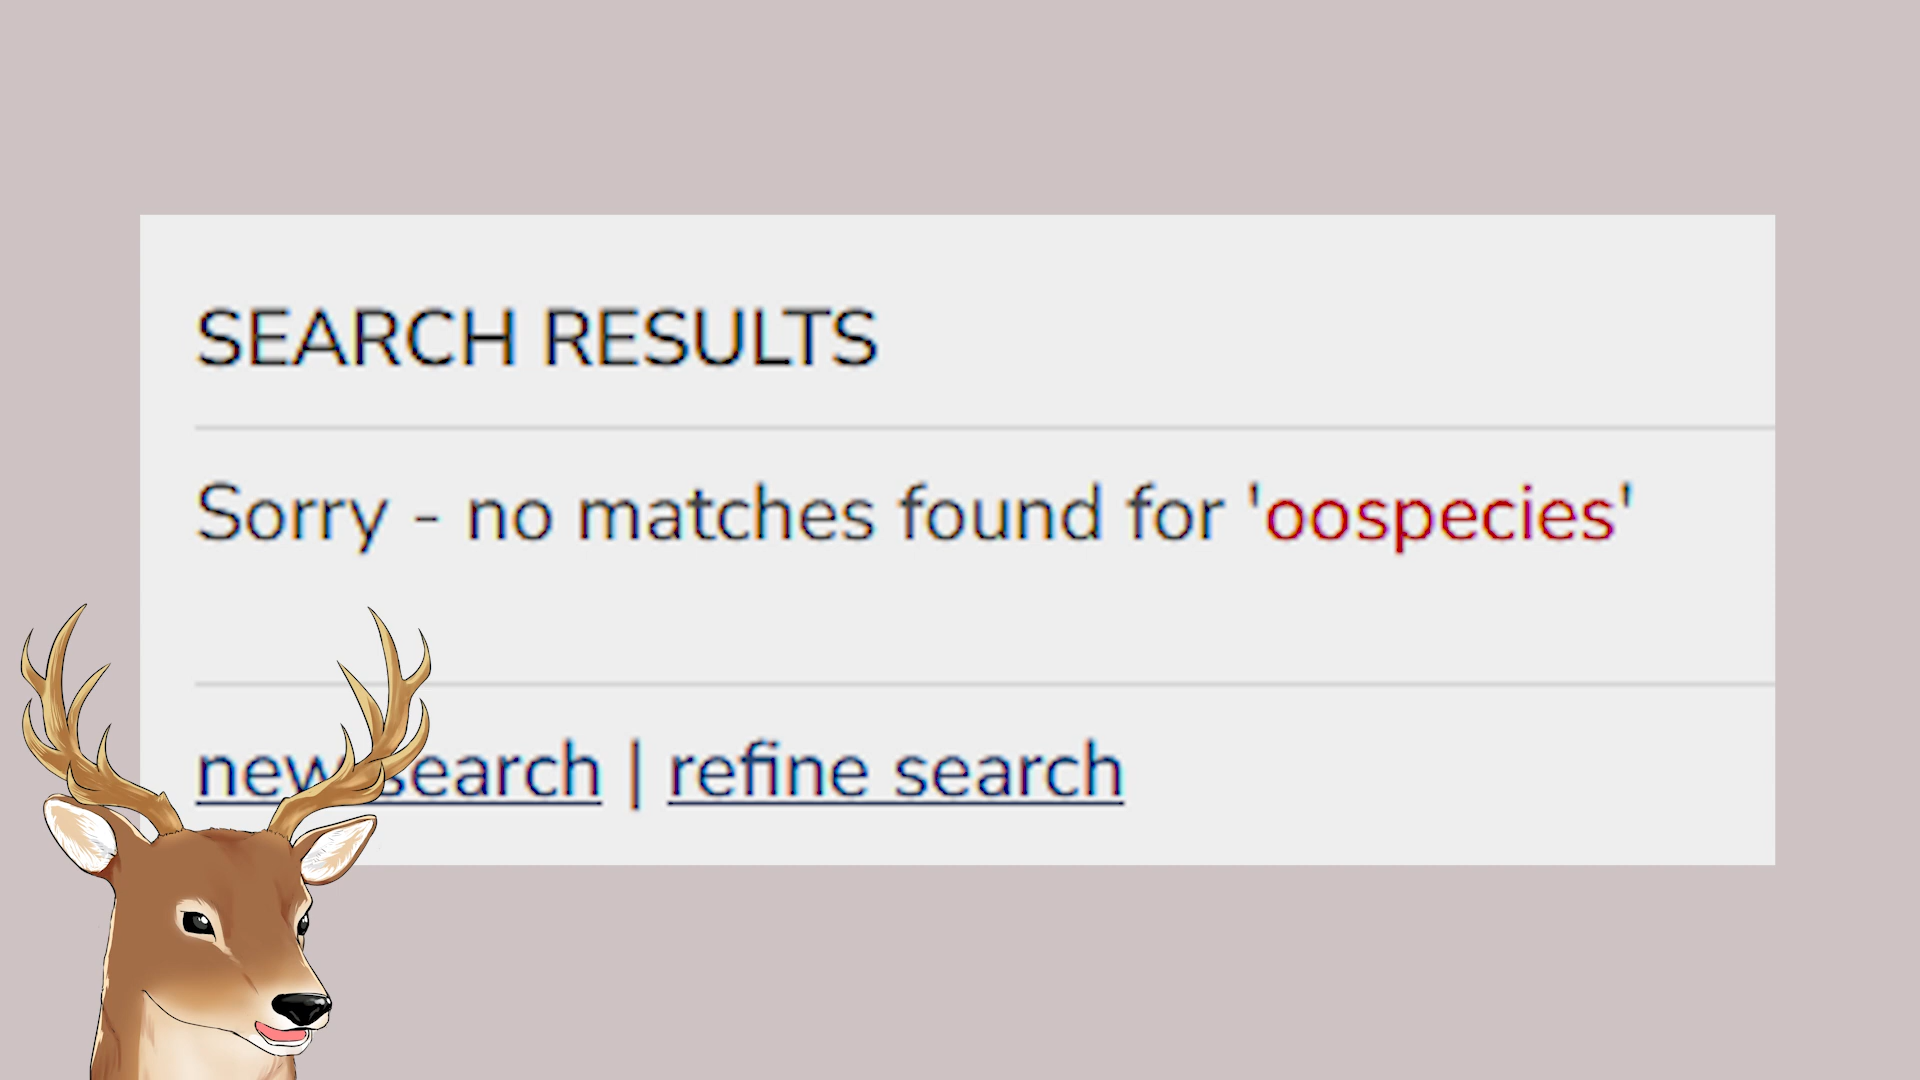 SEARCH RESULTS
Sorry - no matches found for 'oospecies'
new search | refine search